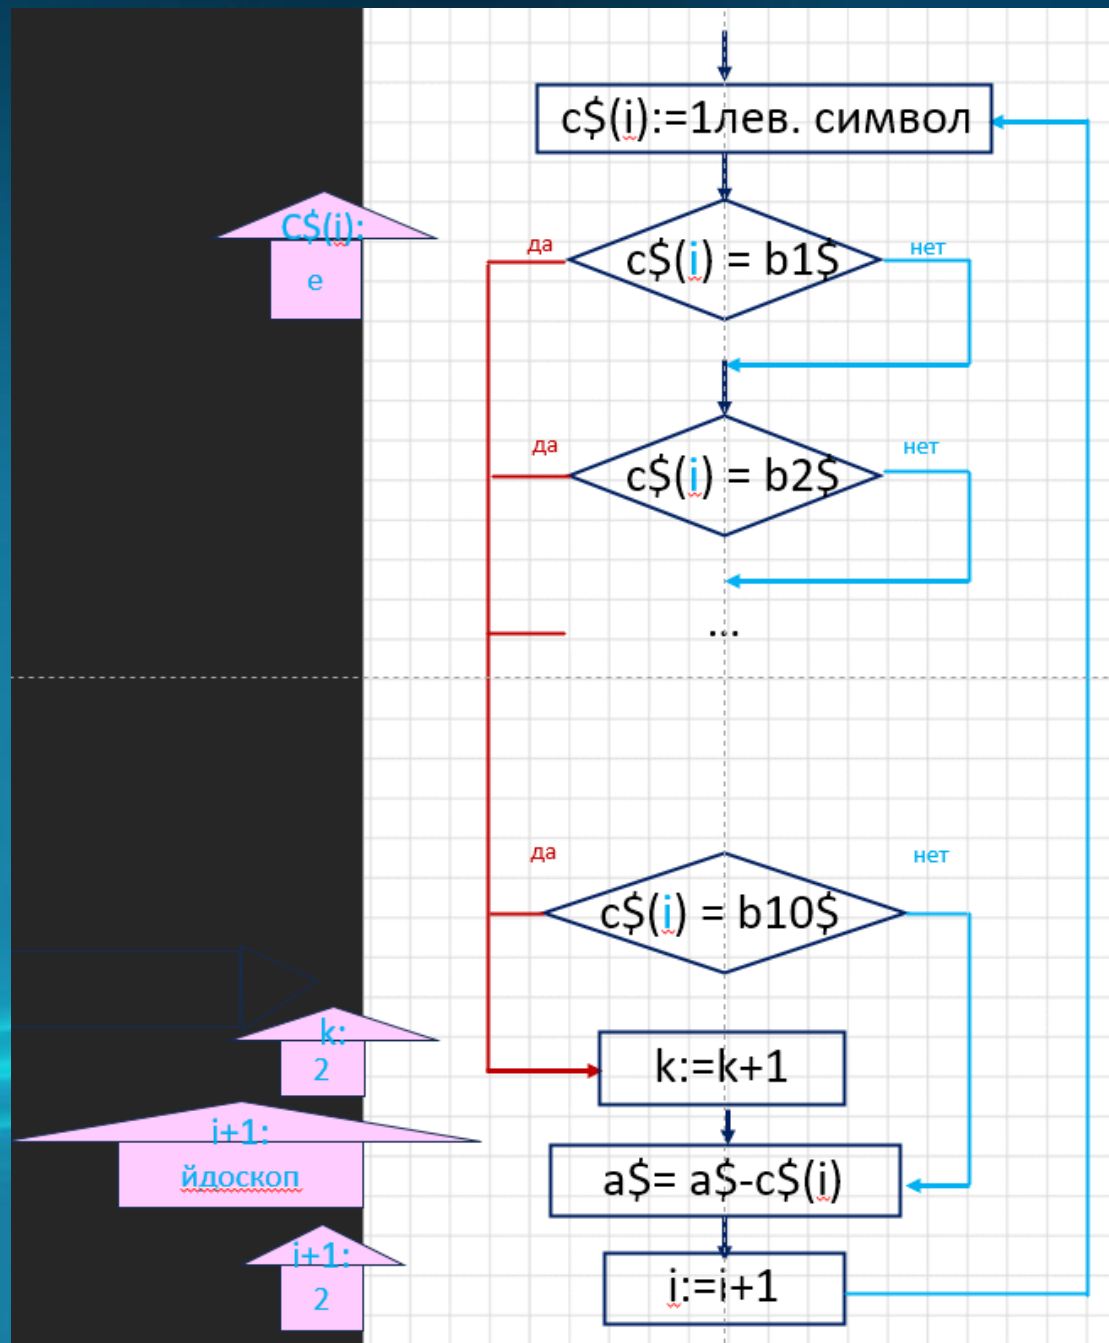 c$(i):=1лев. символ
C$(i):
е
да
c$(i) = b1$
нет
да
c$(i) = b2$
нет
...
да
c$(i) = b10$
нет
k:
2
k:=k+1
i+1:
йдоскоп
a$= a$-c$(i)
i+1:
2
i:=i+1